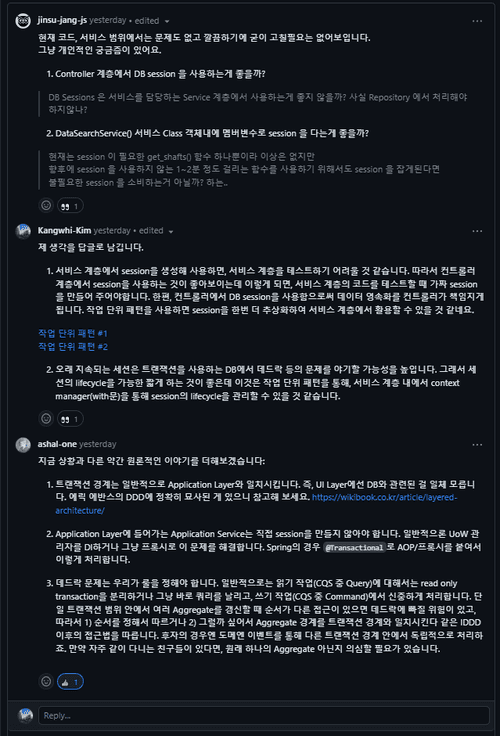 jinsu-jang-js yesterday • edited
현재 코드, 서비스 범위에서는 문제도 없고 깔끔하기에 굳이 고칠필요는 없어보입니다.
그냥 개인적인 궁금즘이 있어요.
1. Controller 계층에서 DB session 을 사용하는게 좋을까?
DB Sessions 은 서비스를 담당하는 Service 계층에서 사용하는게 좋지 않을까? 사실 Repository 에서 처리해야
하지않나?
2. DataSearchService() 서비스 Class 객체내에 멤버변수로 session 을 다는게 좋을까?
현재는 session 이 필요한 get_shafts() 함수 하나뿐이라 이상은 없지만
향후에 session 을 사용하지 않는 1~2분 정도 걸리는 함수를 사용하기 위해서도 session 을 잡게된다면
불필요한 session 을 소비하는거 아닐까? 하는..
1
Kangwhi-Kim yesterday • edited
제 생각을 답글로 남깁니다.
1. 서비스 계층에서 session을 생성해 사용하면, 서비스 계층을 테스트하기 어려울 것 같습니다. 따라서 컨트롤러
계층에서 session을 사용하는 것이 좋아보이는데 이렇게 되면, 서비스 계층의 코드를 테스트할 때 가짜 session
을 만들어 주어야합니다. 한편, 컨트롤러에서 DB session을 사용함으로써 데이터 영속화를 컨트롤러가 책임지게
됩니다. 작업 단위 패턴을 사용하면 session을 한번 더 추상화하여 서비스 계층에서 활용할 수 있을 것 같네요.
작업 단위 패턴 #1
작업 단위 패턴 #2
2. 오래 지속되는 세션은 트랜잭션을 사용하는 DB에서 데드락 등의 문제를 야기할 가능성을 높입니다. 그래서 세
션의 lifecycle을 가능한 짧게 하는 것이 좋은데 이것은 작업 단위 패턴을 통해, 서비스 계층 내에서 context
manager(with문)을 통해 session의 lifecycle을 관리할 수 있을 것 같습니다.
1
ashal-one yesterday
지금 상황과 다른 약간 원론적인 이야기를 더해보겠습니다:
1. 트랜잭션 경계는 일반적으로 Application Layer와 일치시킵니다. 즉, UI Layer에선 DB와 관련된 걸 일체 모릅니
다. 에릭 에반스의 DDD에 정확히 묘사된 게 있으니 참고해 보세요. https://wikibook.co.kr/article/layered-
architecture/
2. Application Layer에 들어가는 Application Service는 직접 session을 만들지 않아야 합니다. 일반적으론 UoW 관
리자를 DI하거나 그냥 프록시로 이 문제를 해결합니다. Spring의 경우 @Transactional 로 AOP/프록시를 붙여서
이렇게 처리합니다.
3. 데드락 문제는 우리가 룰을 정해야 합니다. 일반적으로는 읽기 작업(CQS 중 Query)에 대해서는 read only
transaction을 분리하거나 그냥 바로 쿼리를 날리고, 쓰기 작업(CQS 중 Command)에서 신중하게 처리합니다. 단
일 트랜잭션 범위 안에서 여러 Aggregate를 갱신할 때 순서가 다른 접근이 있으면 데드락에 빠질 위험이 있고,
따라서 1) 순서를 정해서 따르거나 2) 그럴까 싶어서 Aggregate 경계를 트랜잭션 경계와 일치시킨다 같은 IDDD
이후의 접근법을 따릅니다. 후자의 경우엔 도메인 이벤트를 통해 다른 트랜잭션 경계 안에서 독립적으로 처리하
죠. 만약 자주 같이 다니는 친구들이 있다면, 원래 하나의 Aggregate 아닌지 의심할 필요가 있습니다.
1
Reply...